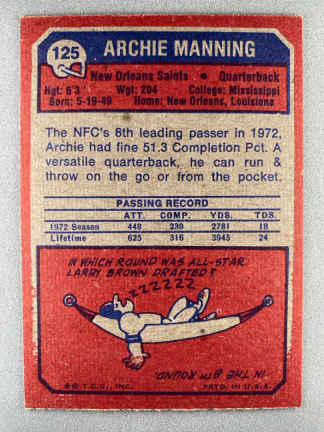 125
ARCHIE MANNING
New Orleans Saints • Quarterback
Hgt: 6'3 Wgt: 204 College: Mississippi
Born: 5-19-49 Home: New Orleans, Louisiana
The NFC's 6th leading passer in 1972,
Archie had fine 51.3 Completion Pct. A
versatile quarterback, he can run &
throw on the go or from the pocket.
PASSING RECORD
ATT. COMP. YDS. TDS.
1972 Season 448 230 2781 18
Lifetime 625 316 3945 24
IN WHICH ROUND WAS ALL-STAR
LARRY BROWN DRAFTED?
ZZZZZZZ
IN THE 8TH ROUND.
© T.C.G., INC. PRTD. IN U.S.A.